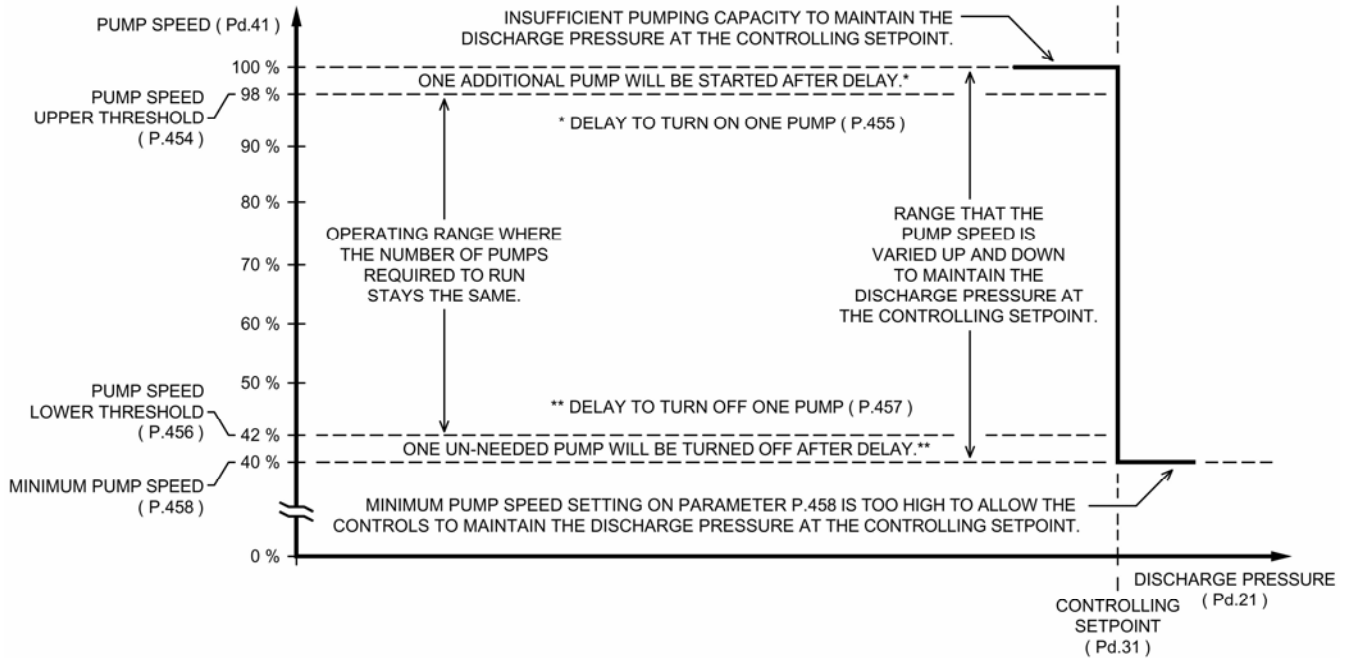 PUMP SPEED ( Pd.41 )
INSUFFICIENT PUMPING CAPACITY TO MAINTAIN THE
DISCHARGE PRESSURE AT THE CONTROLLING SETPOINT.
100 %
ONE ADDITIONAL PUMP WILL BE STARTED AFTER DELAY.*
98 %
PUMP SPEED
UPPER THRESHOLD
( P.454 )
* DELAY TO TURN ON ONE PUMP ( P.455 )
90 %
80 %
OPERATING RANGE WHERE
THE NUMBER OF PUMPS
REQUIRED TO RUN
STAYS THE SAME.
RANGE THAT THE
PUMP SPEED IS
VARIED UP AND DOWN
TO MAINTAIN THE
DISCHARGE PRESSURE AT
THE CONTROLLING SETPOINT.
70 %
60 %
50 %
PUMP SPEED
LOWER THRESHOLD
( P.456 )
** DELAY TO TURN OFF ONE PUMP ( P.457 )
42 %
ONE UN-NEEDED PUMP WILL BE TURNED OFF AFTER DELAY.**
40 %
MINIMUM PUMP SPEED
( P.458 )
MINIMUM PUMP SPEED SETTING ON PARAMETER P.458 IS TOO HIGH TO ALLOW THE
CONTROLS TO MAINTAIN THE DISCHARGE PRESSURE AT THE CONTROLLING SETPOINT.
0 %
DISCHARGE PRESSURE
( Pd.21 )
CONTROLLING
SETPOINT
( Pd.31 )